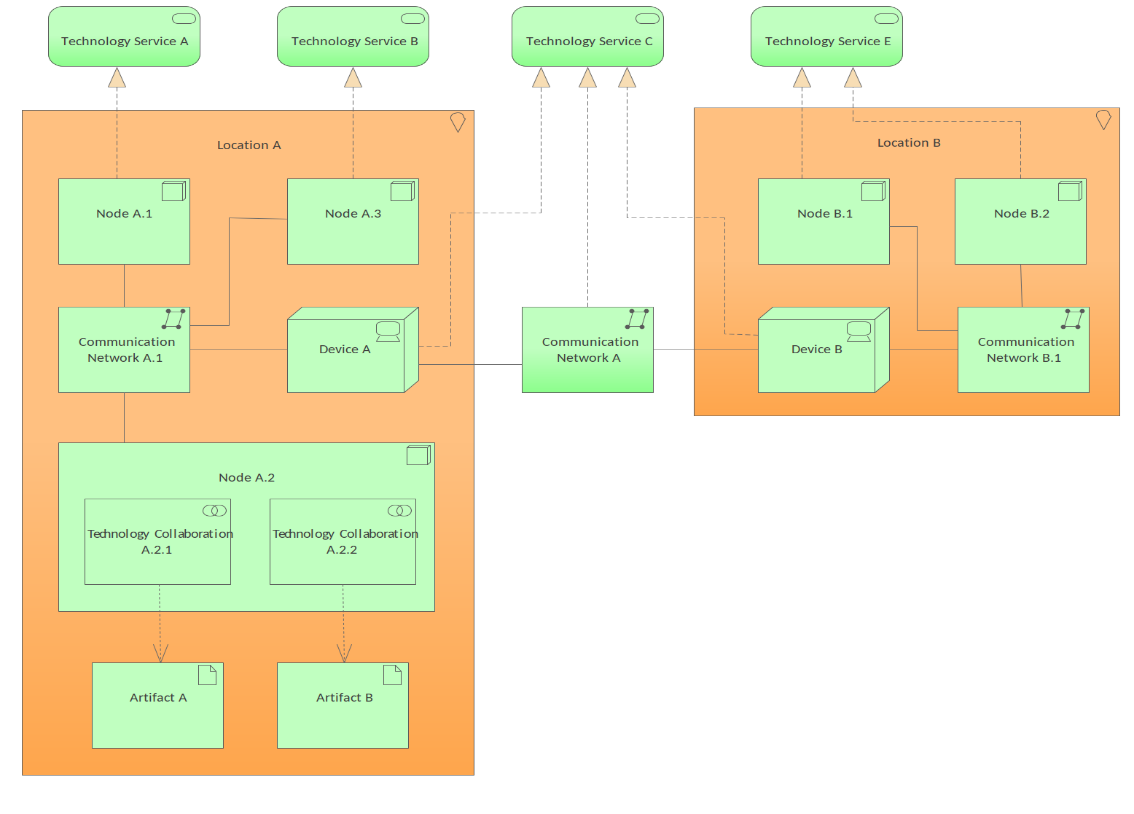 Technology Service A
Technology Service B
Technology Service C
Technology Service E
Location A
Location B
Node A.1
Node A.3
Node B.1
Node B.2
Communication
Network A.1
Device A
Communication
Network A
Device B
Communication
Network B.1
Node A.2
Technology Collaboration
A.2.1
Technology Collaboration
A.2.2
Artifact A
Artifact B